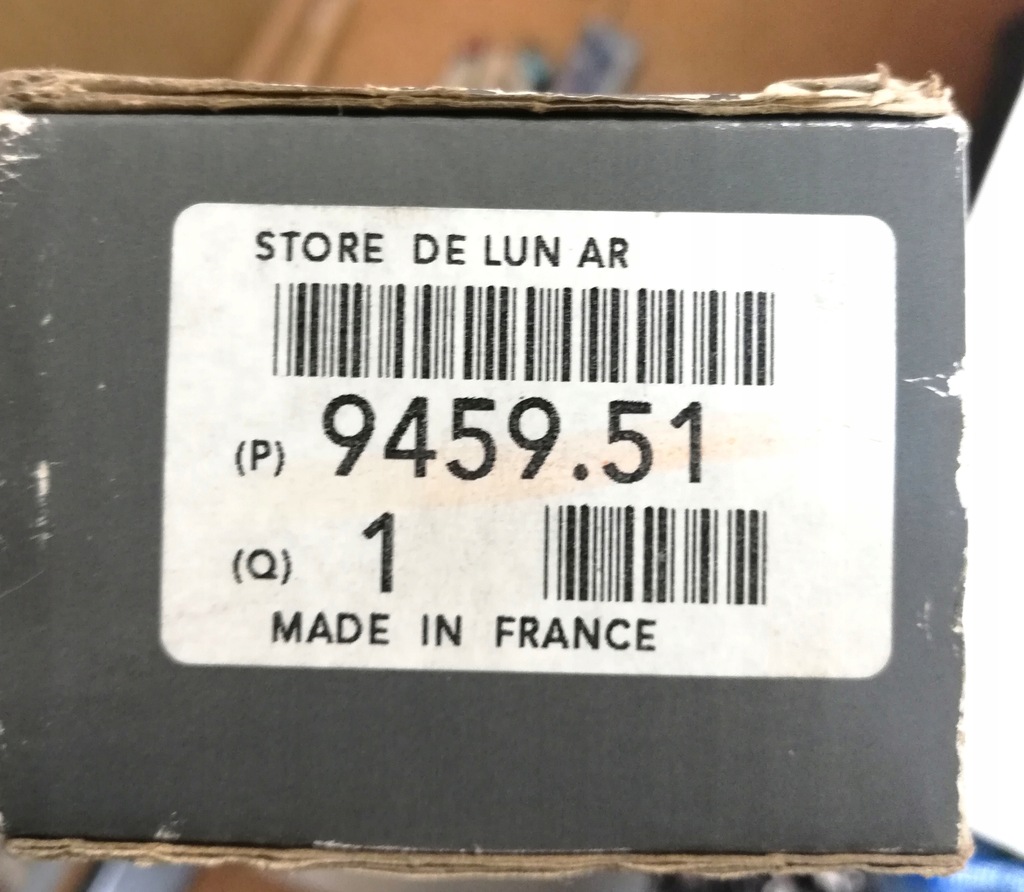 STORE DE LUN AR
(P) 9459.51
(Q) 1
MADE IN FRANCE